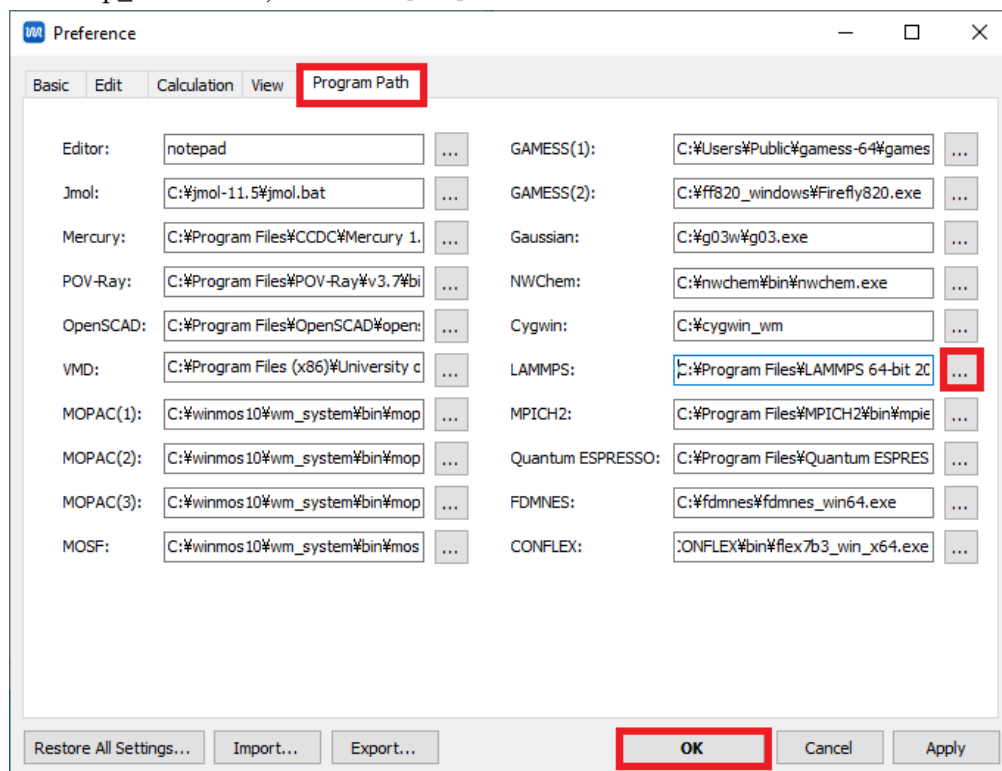 Preference
Basic Edit Calculation View Program Path
Editor: notepad ... GAMESS(1): C:¥Users¥Public¥gamess-64¥games ...
Jmol: C:¥jmol-11.5¥jmol.bat ... GAMESS(2): C:¥ff820_windows¥Firefly820.exe ...
Mercury: C:¥Program Files¥CCDC¥Mercury 1. ... Gaussian: C:¥g03w¥g03.exe ...
POV-Ray: C:¥Program Files¥POV-Ray¥v3.7¥bi ... NWChem: C:¥nwchem¥bin¥nwchem.exe ...
OpenSCAD: C:¥Program Files¥OpenSCAD¥open ... Cygwin: C:¥cygwin_wm ...
VMD: C:¥Program Files (x86)¥University c ... LAMMPS: C:¥Program Files¥LAMMPS 64-bit 20 ...
MOPAC(1): C:¥winmos10¥wm_system¥bin¥mop ... MPICH2: C:¥Program Files¥MPICH2¥bin¥mpie ...
MOPAC(2): C:¥winmos10¥wm_system¥bin¥mop ... Quantum ESPRESSO: C:¥Program Files¥Quantum ESPRES ...
MOPAC(3): C:¥winmos10¥wm_system¥bin¥mop ... FDMNES: C:¥fdmnes¥fdmnes_win64.exe ...
MOSF: C:¥winmos10¥wm_system¥bin¥mos ... CONFLEX: CONFLEX¥bin¥flex7b3_win_x64.exe ...
Restore All Settings... Import... Export... OK Cancel Apply